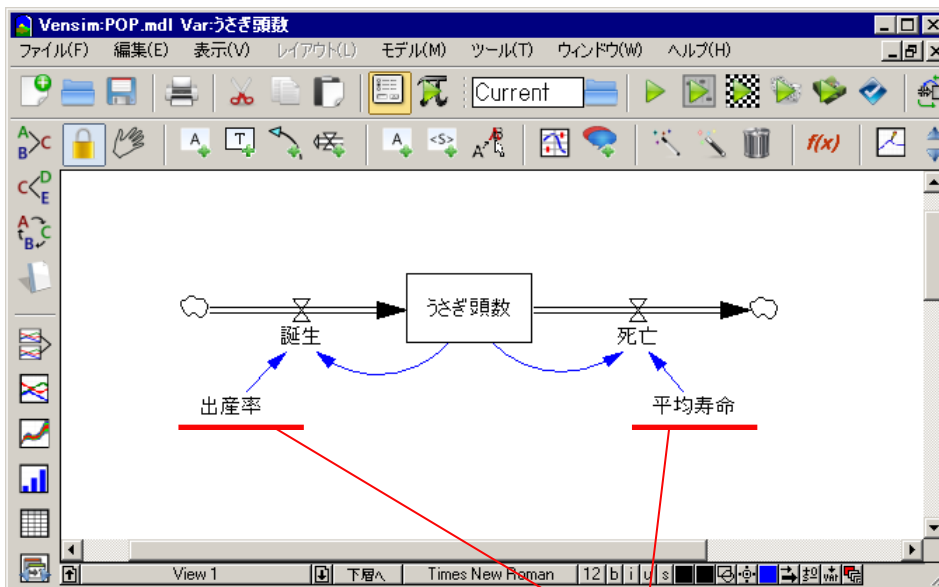 Vensim:POP.mdl Var:うさぎ頭数
ファイル(F) 編集(E) 表示(V) レイアウト(L) モデル(M) ツール(T) ウィンドウ(W) ヘルプ(H)
Current
A B C A T A <S> A f(x)
C D E
A C B
うさぎ頭数
誕生 死亡
出産率 平均寿命
View 1 下層へ Times New Roman 12 b i u s var